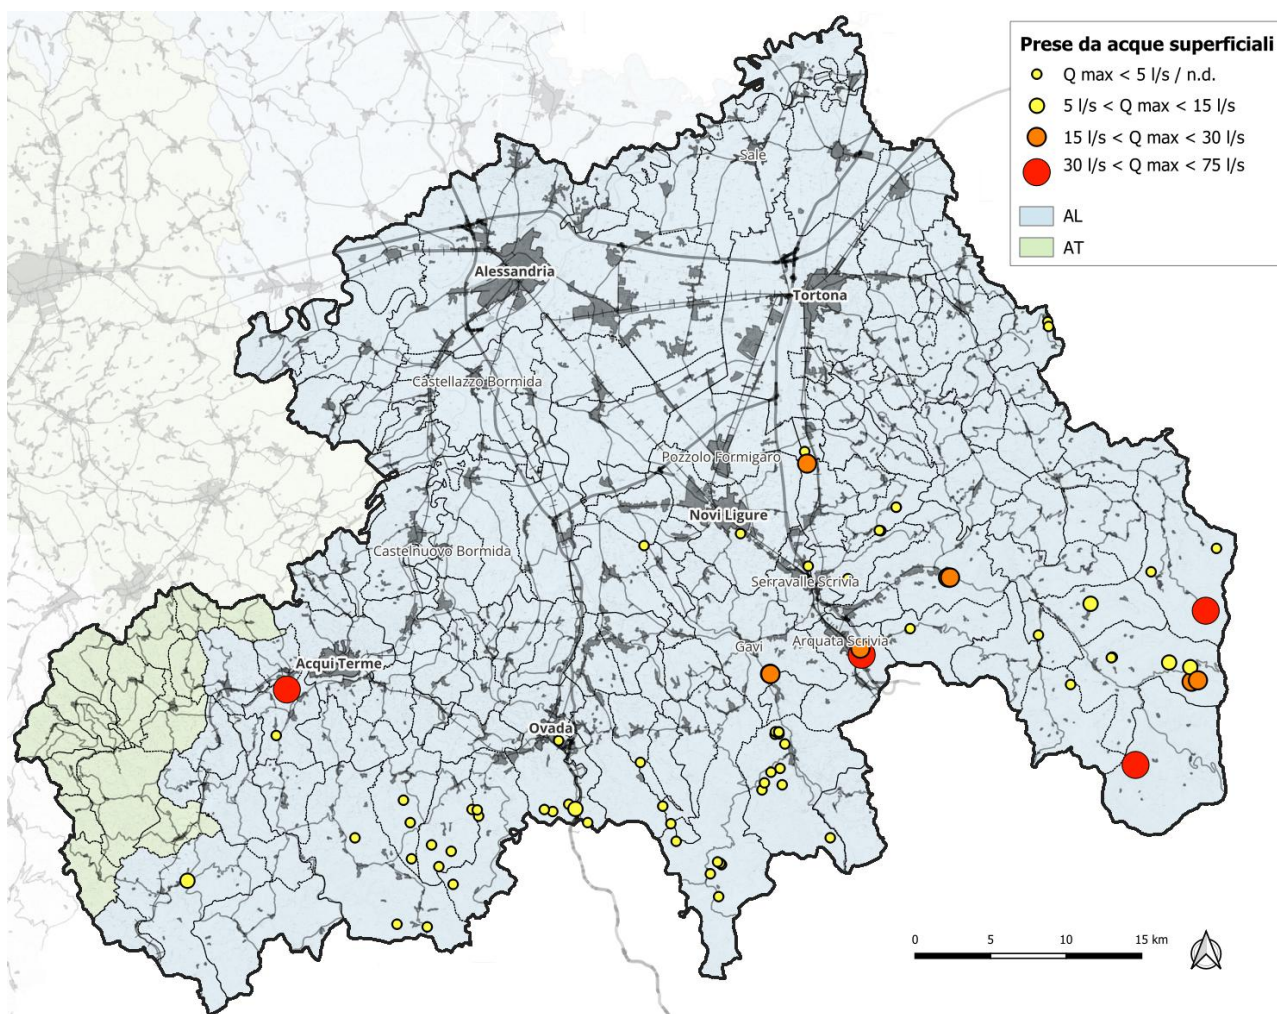 Prese da acque superficiali
Q max < 5 l/s / n.d.
5 l/s < Q max < 15 l/s
15 l/s < Q max < 30 l/s
30 l/s < Q max < 75 l/s
AL
AT
Sale
Alessandria
Tortona
Castellazzo Bormida
Pozzolo Formigaro
Novi Ligure
Castelnuovo Bormida
Serravalle Scrivia
Arquata Scrivia
Gavi
Acqui Terme
Ovada
0 5 10 15 km